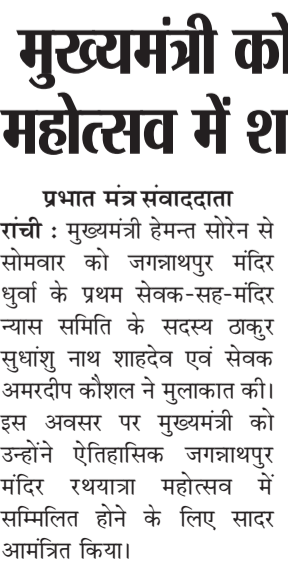 मुख्यमंत्री को
महोत्सव में श
प्रभात मंत्र संवाददाता
रांची : मुख्यमंत्री हेमन्त सोरेन से
सोमवार को जगन्नाथपुर मंदिर
धुर्वा के प्रथम सेवक-सह-मंदिर
न्यास समिति के सदस्य ठाकुर
सुधांशु नाथ शाहदेव एवं सेवक
अमरदीप कौशल ने मुलाकात की।
इस अवसर पर मुख्यमंत्री को
उन्होंने ऐतिहासिक जगन्नाथपुर
मंदिर रथयात्रा महोत्सव में
सम्मिलित होने के लिए सादर
आमंत्रित किया।